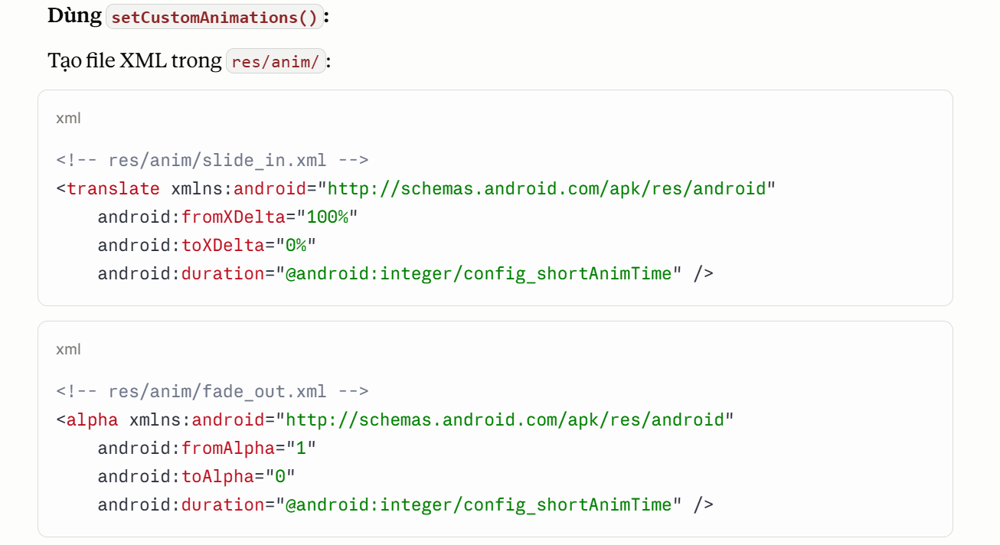 Dùng setCustomAnimations():
Tạo file XML trong res/anim/:
xml
<!-- res/anim/slide_in.xml -->
<translate xmlns:android="http://schemas.android.com/apk/res/android"
    android:fromXDelta="100%"
    android:toXDelta="0%"
    android:duration="@android:integer/config_shortAnimTime" />
xml
<!-- res/anim/fade_out.xml -->
<alpha xmlns:android="http://schemas.android.com/apk/res/android"
    android:fromAlpha="1"
    android:toAlpha="0"
    android:duration="@android:integer/config_shortAnimTime" />